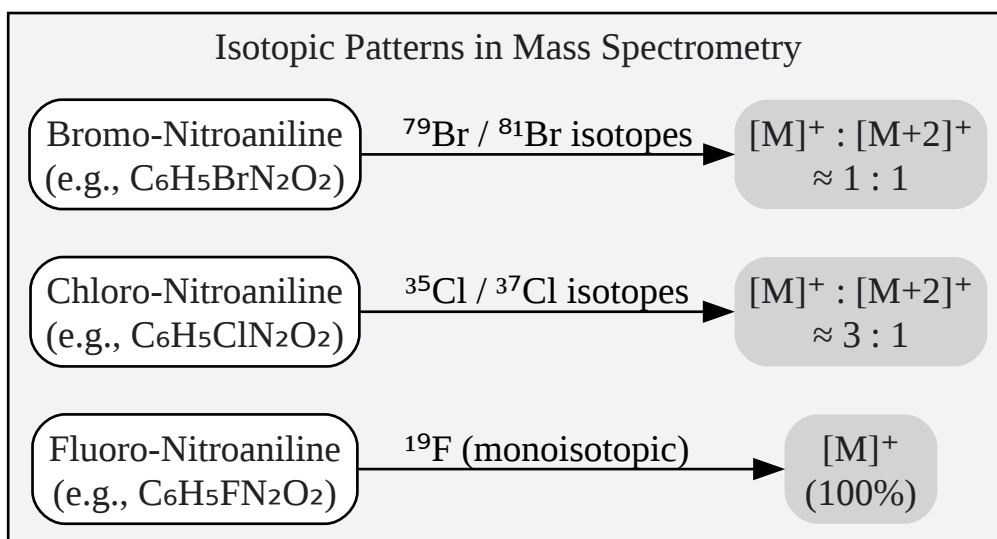 Isotopic Patterns in Mass Spectrometry
Bromo-Nitroaniline
(e.g., C₆H₅BrN₂O₂)
⁷⁹Br / ⁸¹Br isotopes
[M]⁺ : [M+2]⁺
≈ 1 : 1
Chloro-Nitroaniline
(e.g., C₆H₅ClN₂O₂)
³⁵Cl / ³⁷Cl isotopes
[M]⁺ : [M+2]⁺
≈ 3 : 1
Fluoro-Nitroaniline
(e.g., C₆H₅FN₂O₂)
¹⁹F (monoisotopic)
[M]⁺
(100%)